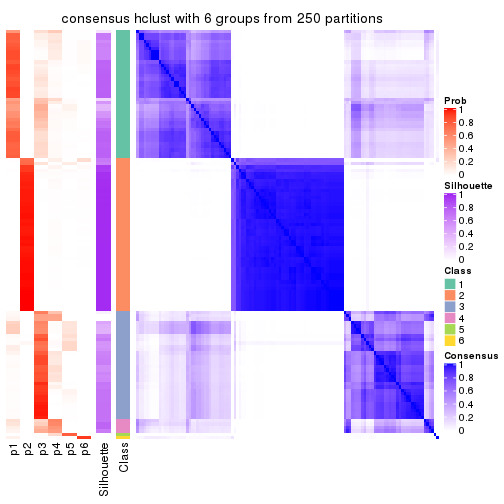 consensus hclust with 6 groups from 250 partitions
Prob
1
0.8
0.6
0.4
0.2
0
Silhouette
1
0.8
0.6
0.4
0.2
0
Class
1
2
3
4
5
6
Consensus
1
0.8
0.6
0.4
0.2
0
p1
p2
p3
p4
p5
p6
Silhouette
Class